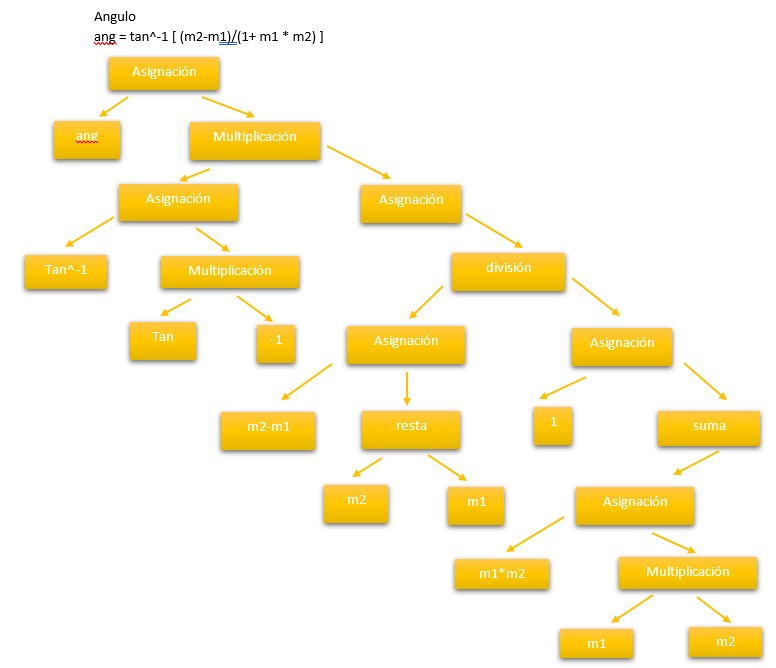 Angulo
ang = tan^-1 [ (m2-m1)/(1+ m1 * m2) ]
Asignación
ang
Multiplicación
Asignación
Asignación
Tan^-1
Multiplicación
división
Tan
-1
Asignación
Asignación
m2-m1
resta
1
suma
m2
m1
Asignación
m1*m2
Multiplicación
m1
m2